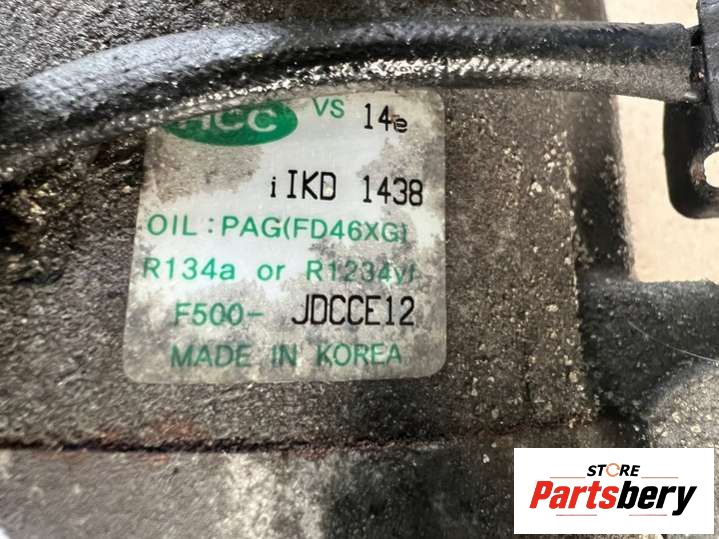 HCC VS 14e
i IKD 1438
OIL : PAG(FD46XG)
R134a or R1234yf
F500- JDCCE12
MADE IN KOREA
STORE
Partsbery